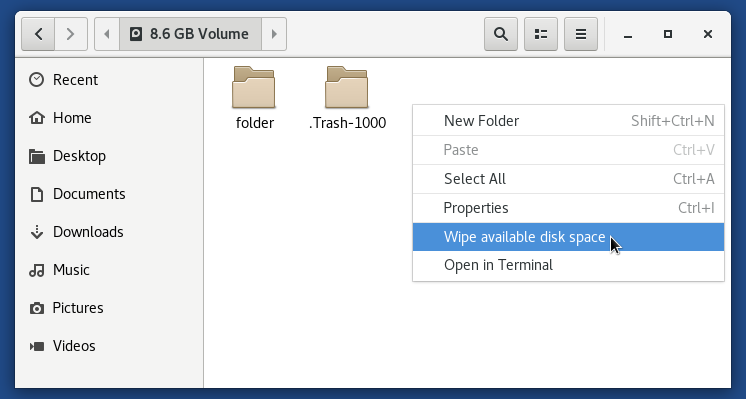 8.6 GB Volume
Recent
Home
Desktop
Documents
Downloads
Music
Pictures
Videos
folder
.Trash-1000
New Folder Shift+Ctrl+N
Paste Ctrl+V
Select All Ctrl+A
Properties Ctrl+I
Wipe available disk space
Open in Terminal